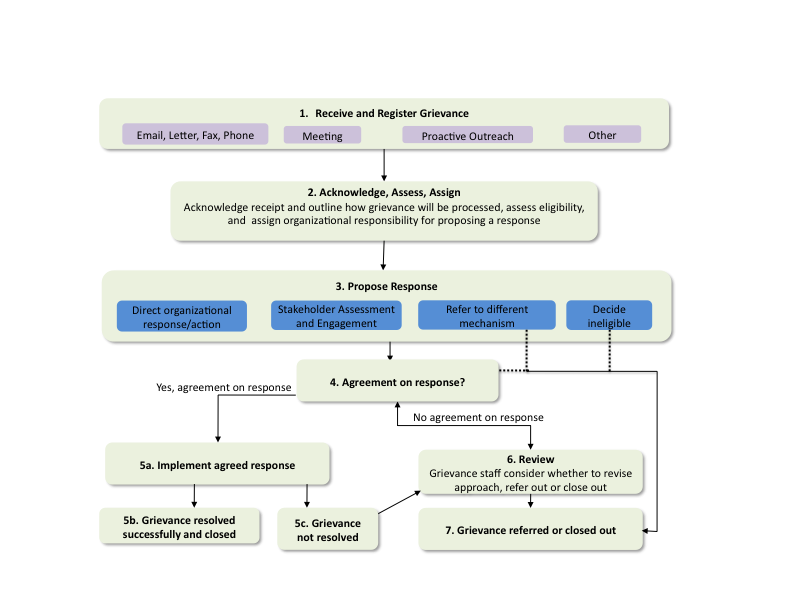 1. Receive and Register Grievance
Email, Letter, Fax, Phone
Meeting
Proactive Outreach
Other
2. Acknowledge, Assess, Assign
Acknowledge receipt and outline how grievance will be processed, assess eligibility,
and assign organizational responsibility for proposing a response
3. Propose Response
Direct organizational
response/action
Stakeholder Assessment
and Engagement
Refer to different
mechanism
Decide
ineligible
4. Agreement on response?
Yes, agreement on response
No agreement on response
5a. Implement agreed response
6. Review
Grievance staff consider whether to revise
approach, refer out or close out
5b. Grievance resolved
successfully and closed
5c. Grievance
not resolved
7. Grievance referred or closed out